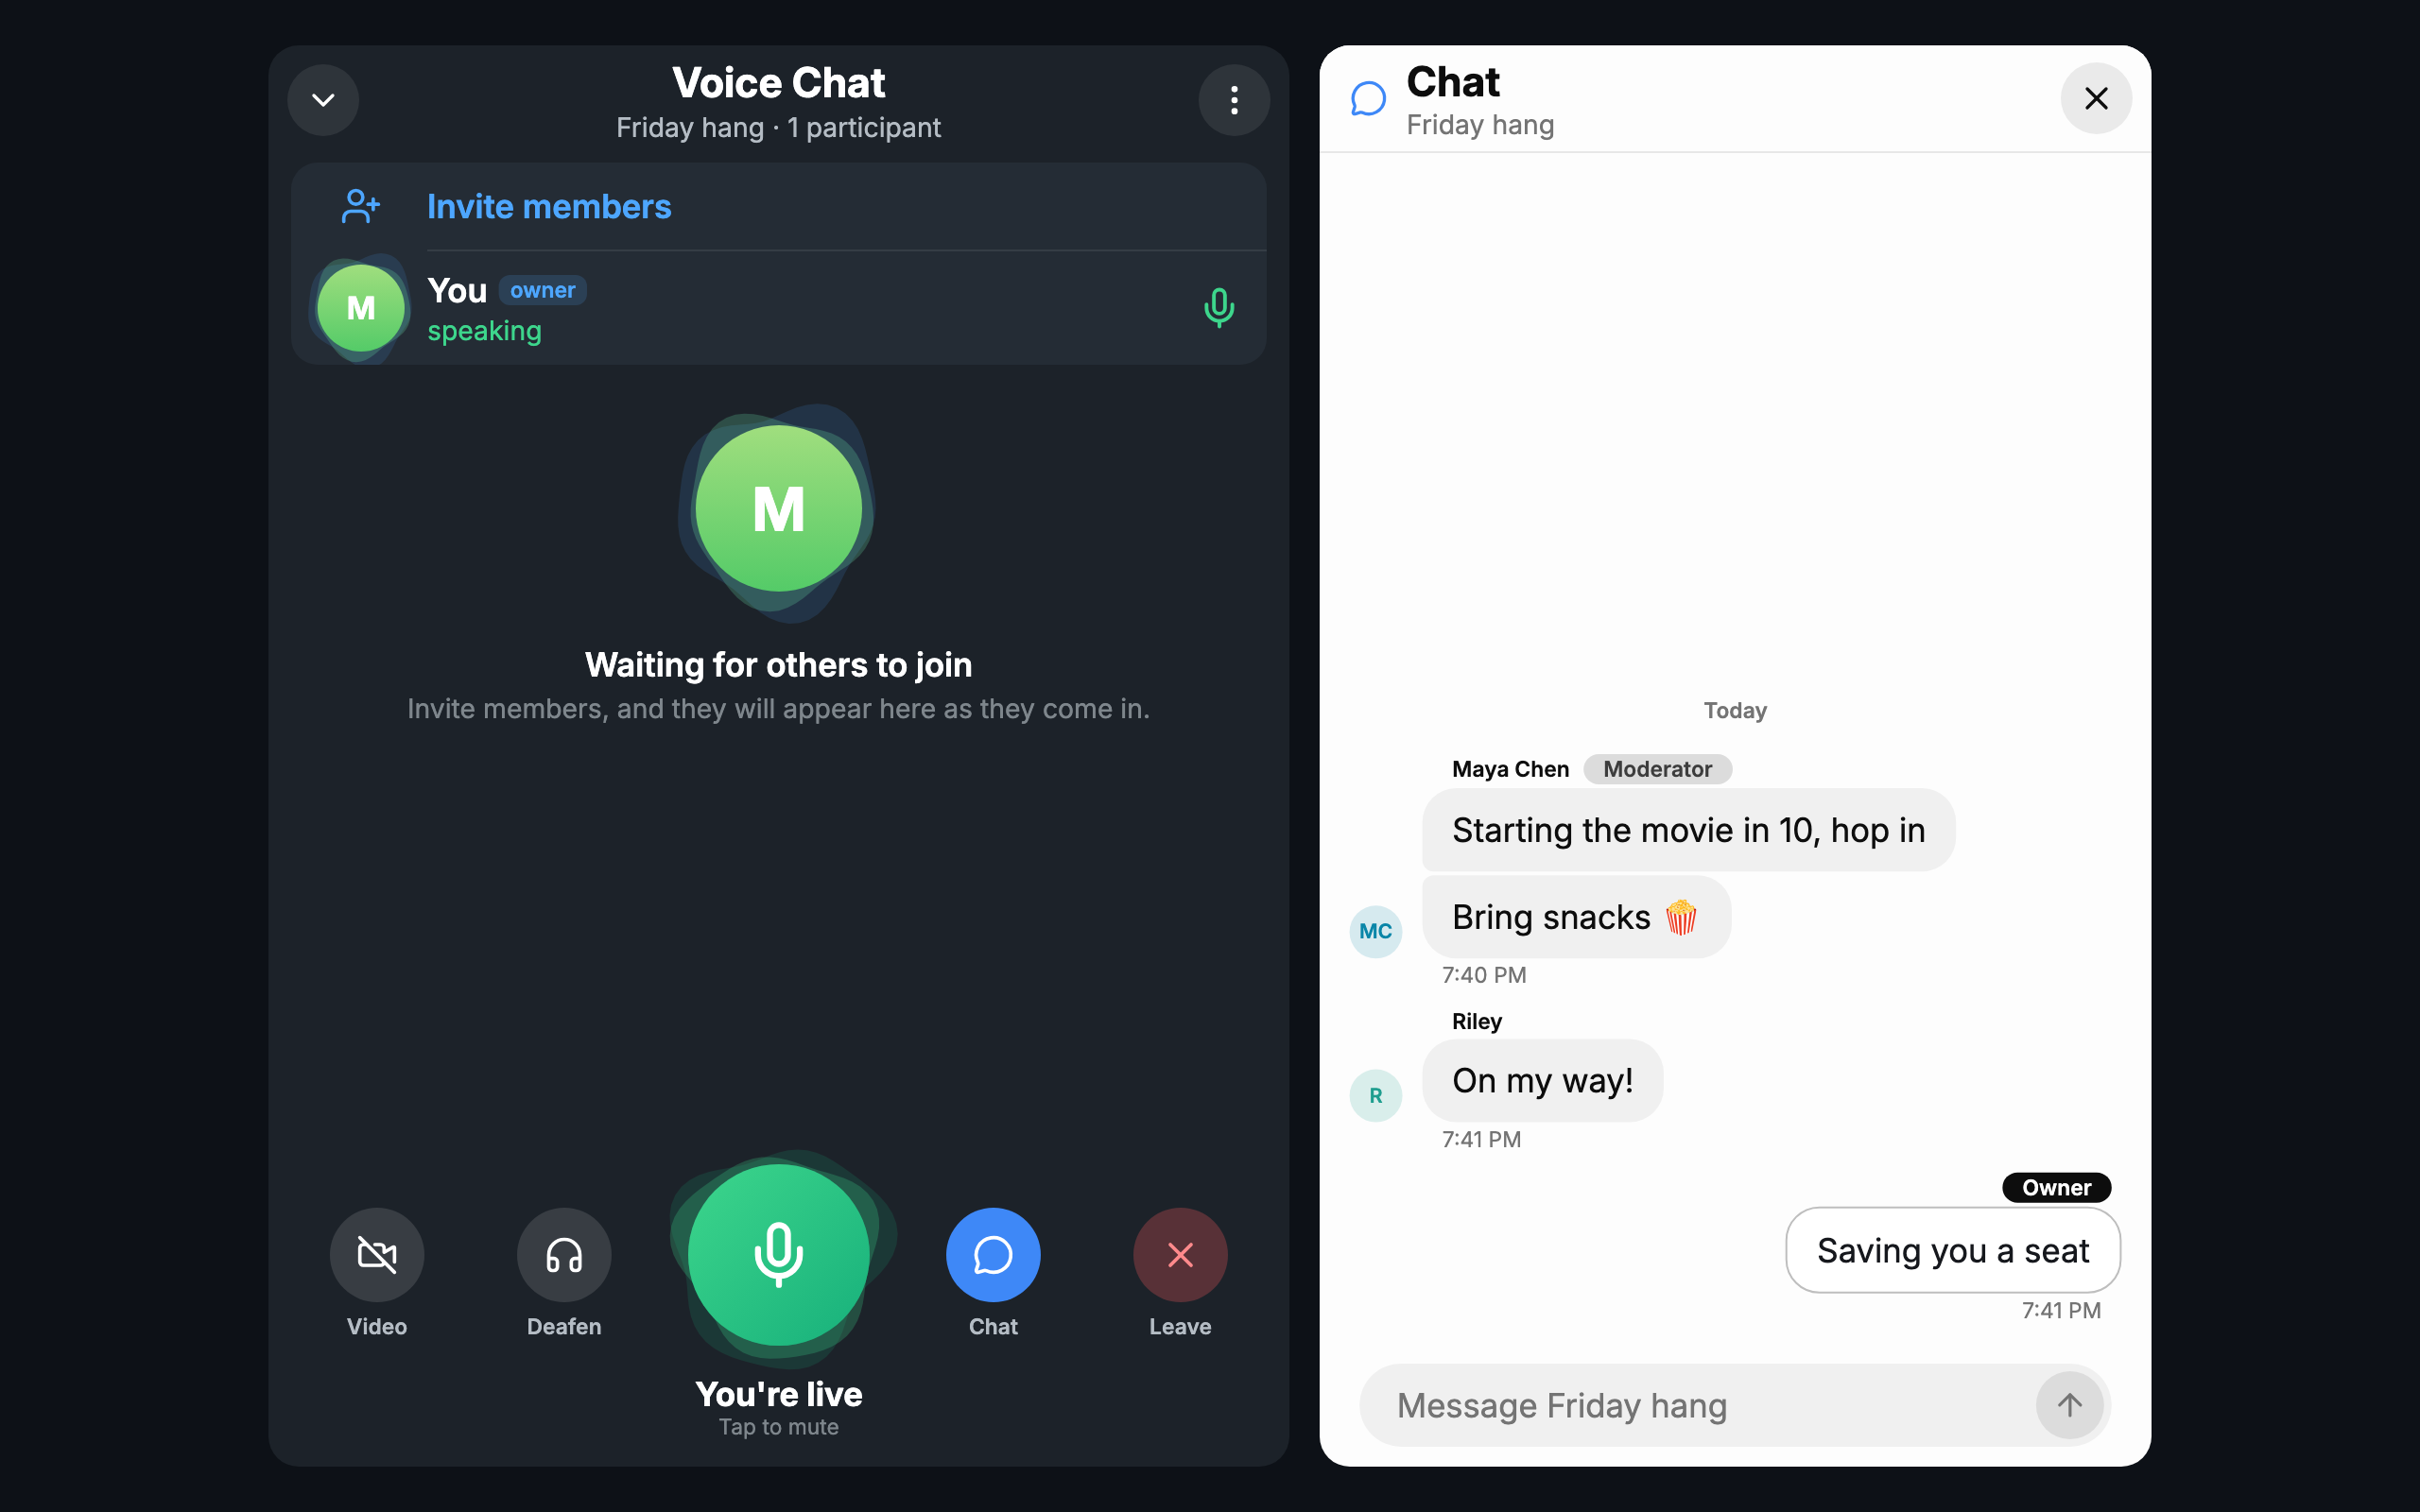 Voice Chat
Friday hang · 1 participant
Invite members
M
You owner
speaking
M
Waiting for others to join
Invite members, and they will appear here as they come in.
Video
Deafen
Chat
Leave
You're live
Tap to mute
Chat
Friday hang
Today
Maya Chen Moderator
Starting the movie in 10, hop in
Bring snacks 🍿
MC
7:40 PM
Riley
On my way!
R
7:41 PM
Owner
Saving you a seat
7:41 PM
Message Friday hang